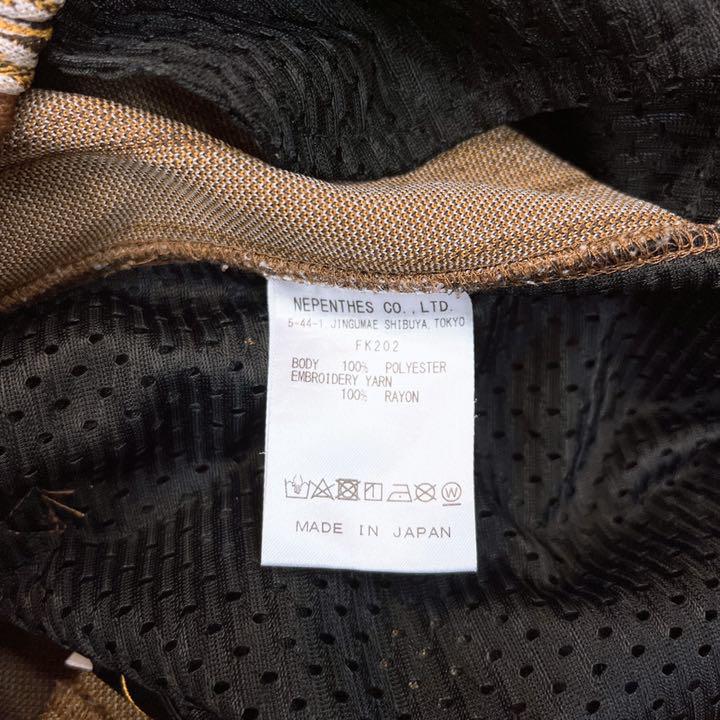 NEPENTHES CO.,LTD.
5-44-1 JINGUMAE SHIBUYA, TOKYO
FK202
BODY 100% POLYESTER
EMBROIDERY YARN
100% RAYON
W
MADE IN JAPAN